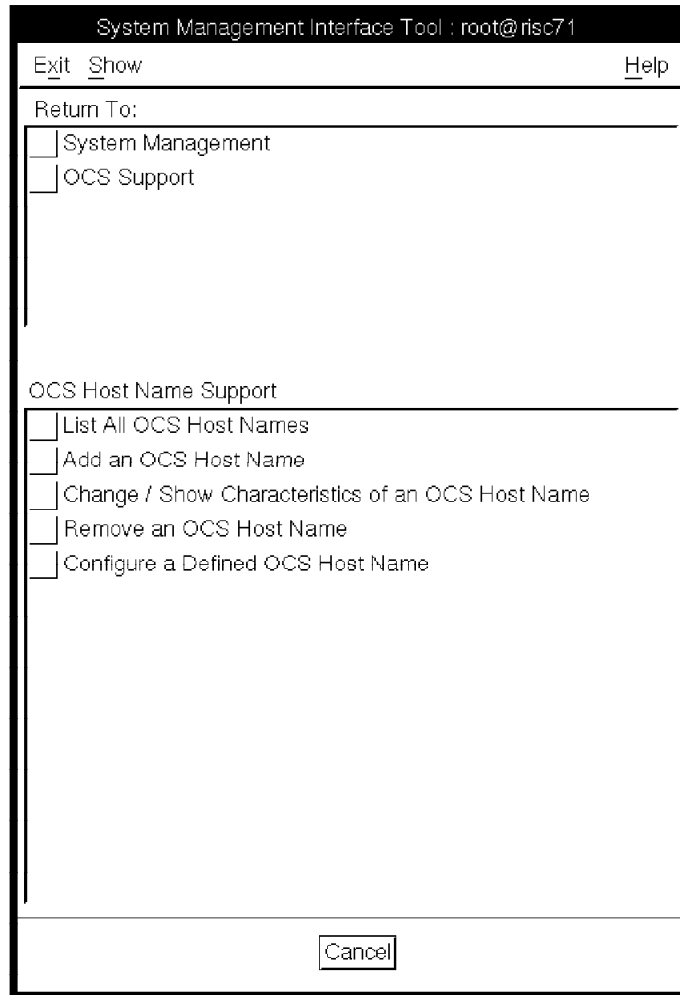 System Management Interface Tool : root@risc71
Exit Show Help
Return To:
System Management
OCS Support
OCS Host Name Support
List All OCS Host Names
Add an OCS Host Name
Change / Show Characteristics of an OCS Host Name
Remove an OCS Host Name
Configure a Defined OCS Host Name
Cancel